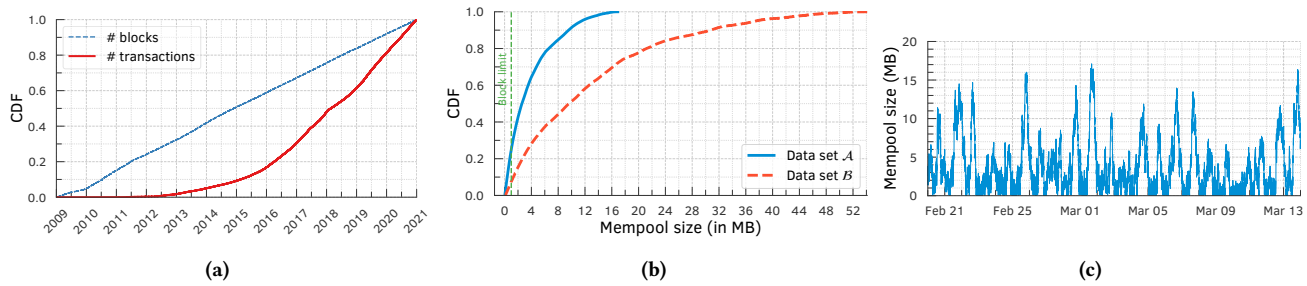 CDF
1.0
0.8
0.6
0.4
0.2
0.0
# blocks
# transactions
2009
2010
2011
2012
2013
2014
2015
2016
2017
2018
2019
2020
2021
(a)
CDF
1.0
0.8
0.6
0.4
0.2
0.0
Block limit
Data set A
Data set B
0 4 8 12 16 20 24 28 32 36 40 44 48 52
Mempool size (in MB)
(b)
Mempool size (MB)
20
15
10
5
0
Feb 21 Feb 25 Mar 01 Mar 05 Mar 09 Mar 13
(c)